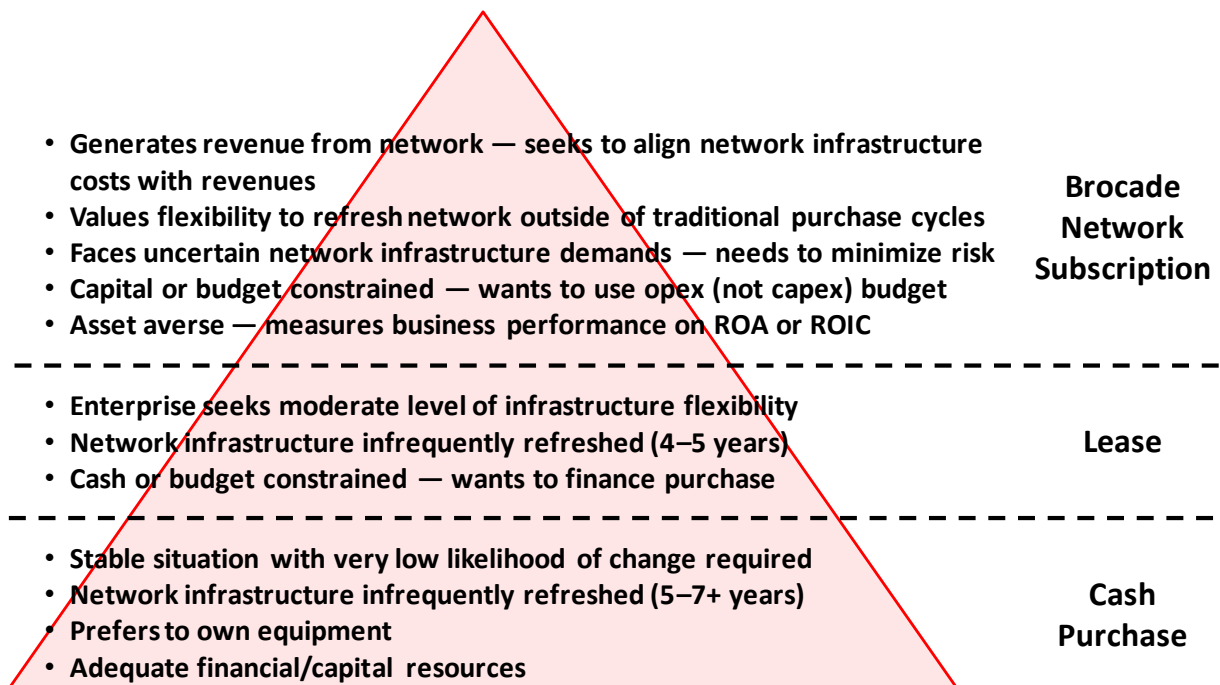 • Generates revenue from network — seeks to align network infrastructure
costs with revenues
• Values flexibility to refresh network outside of traditional purchase cycles
• Faces uncertain network infrastructure demands — needs to minimize risk
• Capital or budget constrained — wants to use opex (not capex) budget
• Asset averse — measures business performance on ROA or ROIC
Brocade
Network
Subscription
• Enterprise seeks moderate level of infrastructure flexibility
• Network infrastructure infrequently refreshed (4–5 years)
• Cash or budget constrained — wants to finance purchase
Lease
• Stable situation with very low likelihood of change required
• Network infrastructure infrequently refreshed (5–7+ years)
• Prefers to own equipment
• Adequate financial/capital resources
Cash
Purchase